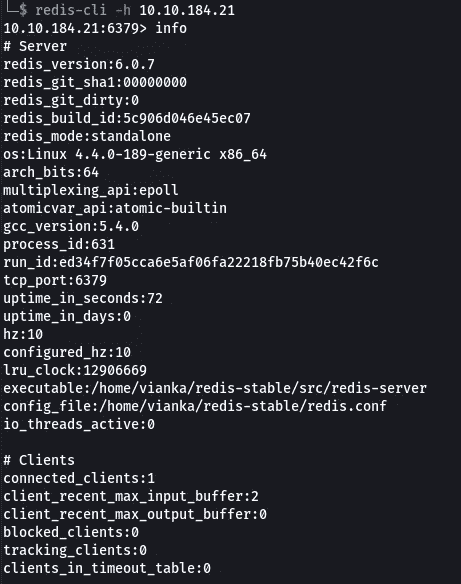 └─$ redis-cli -h 10.10.184.21
10.10.184.21:6379> info
# Server
redis_version:6.0.7
redis_git_sha1:00000000
redis_git_dirty:0
redis_build_id:5c906d046e45ec07
redis_mode:standalone
os:Linux 4.4.0-189-generic x86_64
arch_bits:64
multiplexing_api:epoll
atomicvar_api:atomic-builtin
gcc_version:5.4.0
process_id:631
run_id:ed34f7f05cca6e5af06fa22218fb75b40ec42f6c
tcp_port:6379
uptime_in_seconds:72
uptime_in_days:0
hz:10
configured_hz:10
lru_clock:12906669
executable:/home/vianka/redis-stable/src/redis-server
config_file:/home/vianka/redis-stable/redis.conf
io_threads_active:0

# Clients
connected_clients:1
client_recent_max_input_buffer:2
client_recent_max_output_buffer:0
blocked_clients:0
tracking_clients:0
clients_in_timeout_table:0